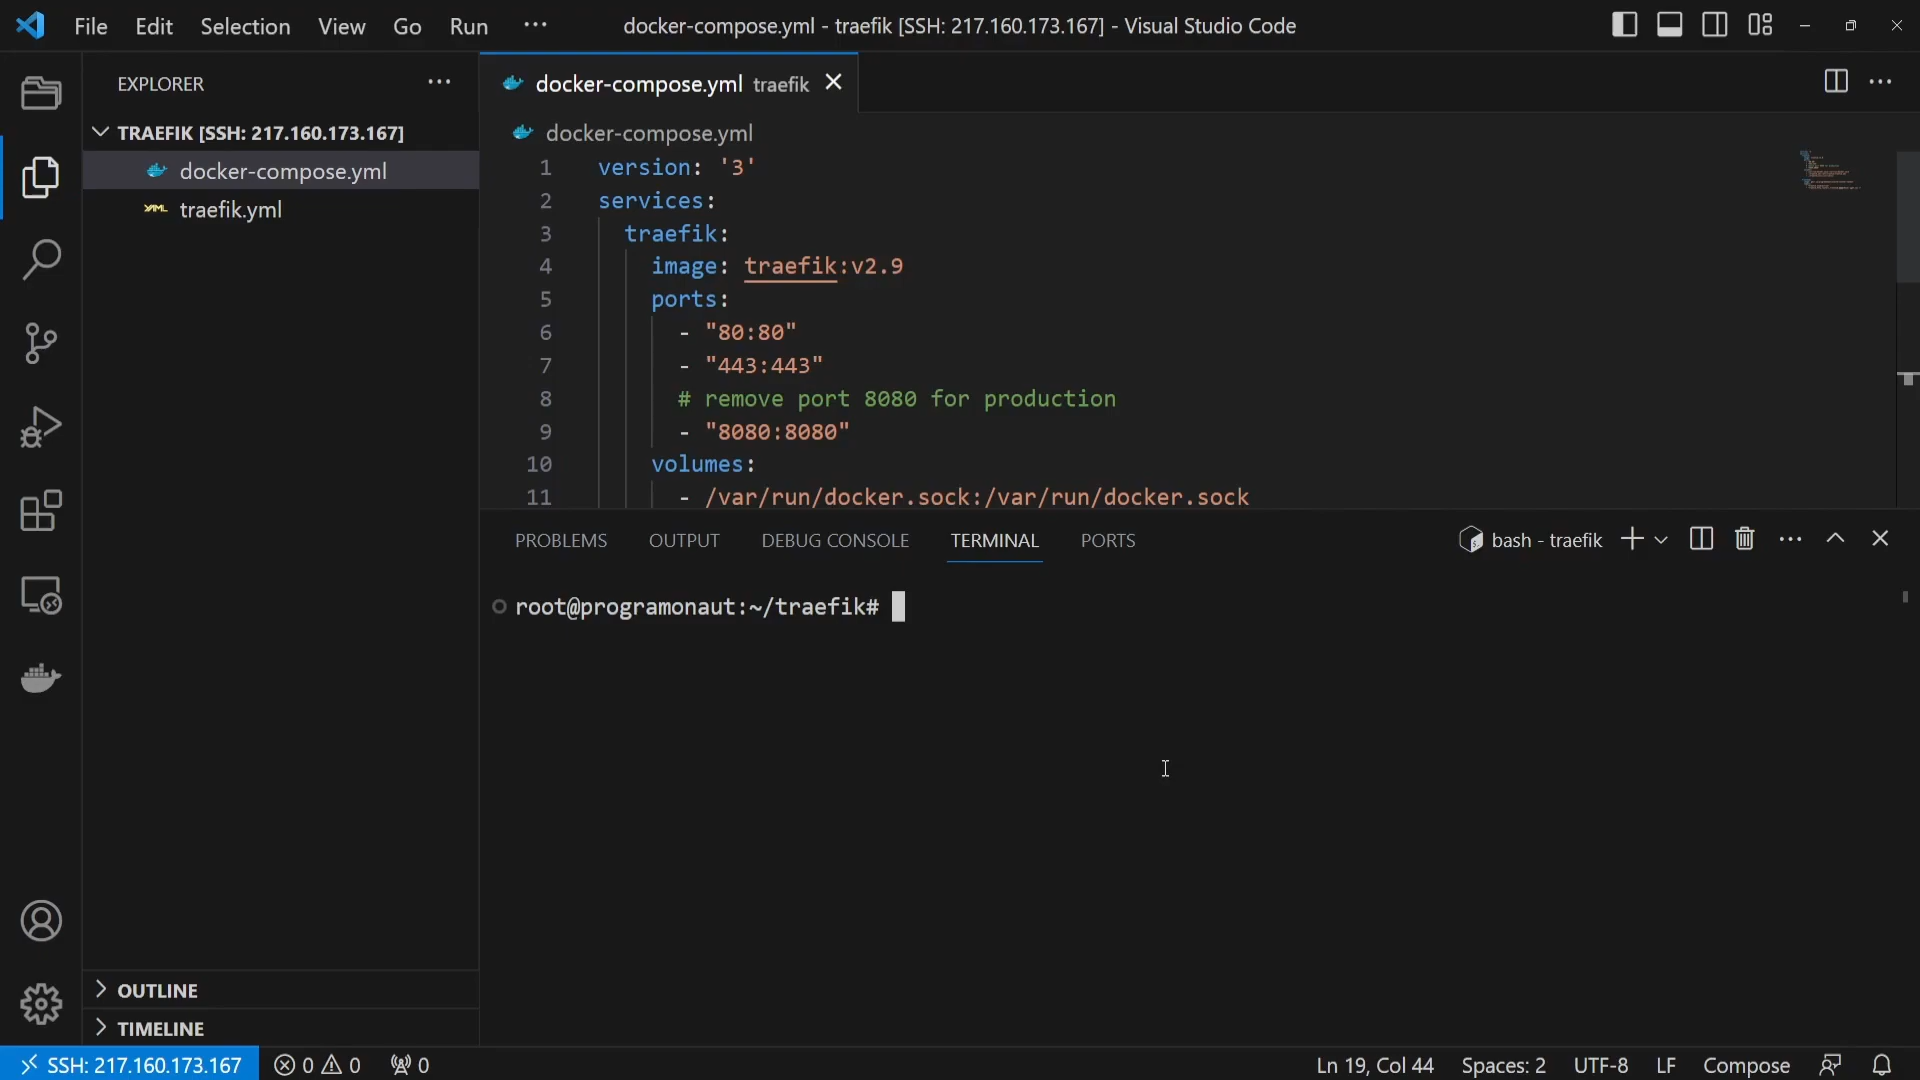 File Edit Selection View Go Run ··· docker-compose.yml - traefik [SSH: 217.160.173.167] - Visual Studio Code
EXPLORER ···
TRAEFIK [SSH: 217.160.173.167]
docker-compose.yml
YAML traefik.yml
docker-compose.yml traefik
docker-compose.yml
1 version: '3'
2 services:
3 traefik:
4 image: traefik:v2.9
5 ports:
6 - "80:80"
7 - "443:443"
8 # remove port 8080 for production
9 - "8080:8080"
10 volumes:
11 - /var/run/docker.sock:/var/run/docker.sock
PROBLEMS OUTPUT DEBUG CONSOLE TERMINAL PORTS bash - traefik
root@programonaut:~/traefik#
OUTLINE
TIMELINE
SSH: 217.160.173.167 0 0 0 Ln 19, Col 44 Spaces: 2 UTF-8 LF Compose